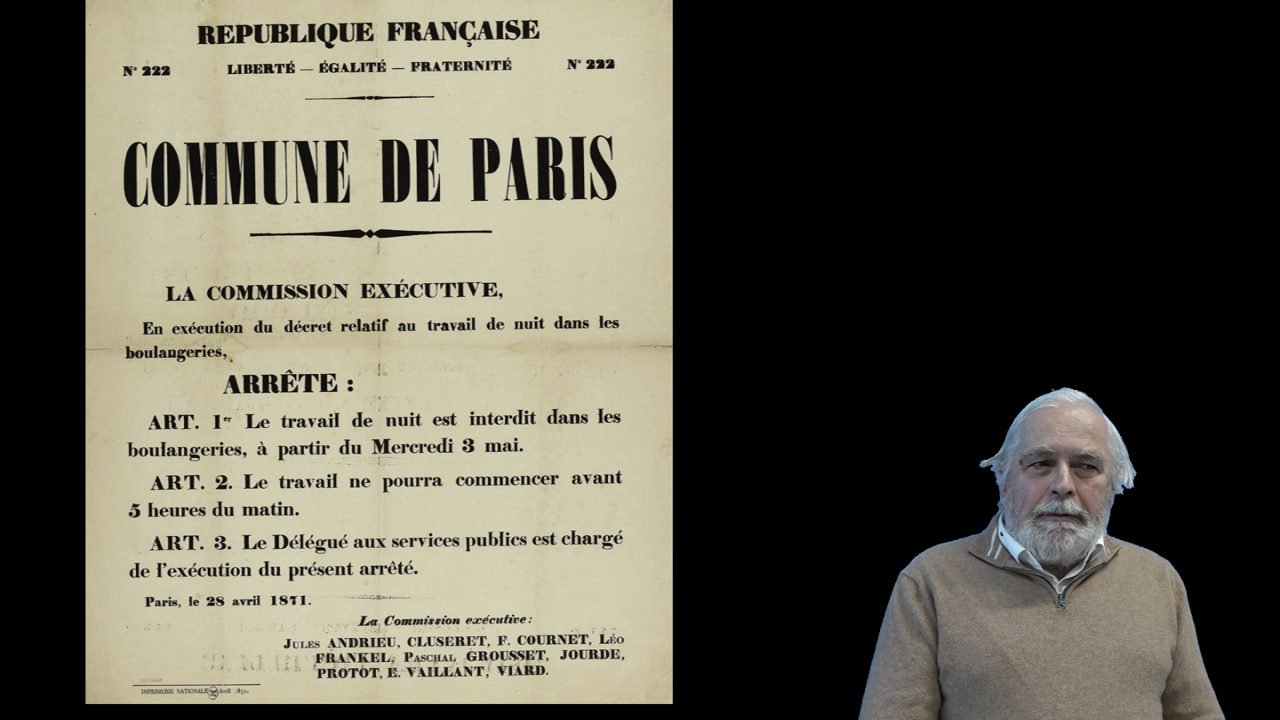 REPUBLIQUE FRANÇAISE
N° 222 LIBERTÉ — ÉGALITÉ — FRATERNITÉ N° 222
COMMUNE DE PARIS
LA COMMISSION EXÉCUTIVE,
En exécution du décret relatif au travail de nuit dans les
boulangeries,
ARRÊTE :
ART. 1er Le travail de nuit est interdit dans les
boulangeries, à partir du Mercredi 3 mai.
ART. 2. Le travail ne pourra commencer avant
5 heures du matin.
ART. 3. Le Délégué aux services publics est chargé
de l'exécution du présent arrêté.
Paris, le 28 avril 1871.
La Commission exécutive :
JULES ANDRIEU, CLUSERET, F. COURNET, LÉO
FRANKEL, PASCHAL GROUSSET, JOURDE,
PROTOT, E. VAILLANT, VIARD.
IMPRIMERIE NATIONALE Avril 1871.